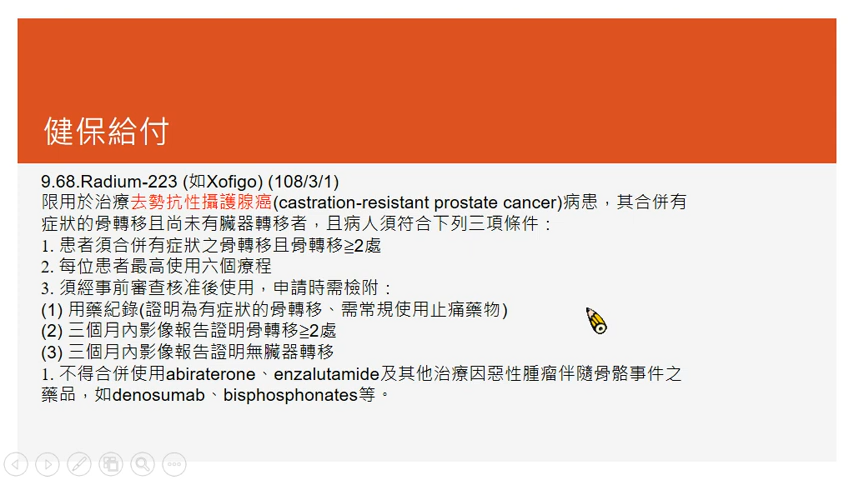 健保給付
9.68.Radium-223 (如Xofigo) (108/3/1)
限用於治療去勢抗性攝護腺癌(castration-resistant prostate cancer)病患，其合併有
症狀的骨轉移且尚未有臟器轉移者，且病人須符合下列三項條件：
1. 患者須合併有症狀之骨轉移且骨轉移≧2處
2. 每位患者最高使用六個療程
3. 須經事前審查核准後使用，申請時需檢附：
(1) 用藥紀錄(證明為有症狀的骨轉移、需常規使用止痛藥物)
(2) 三個月內影像報告證明骨轉移≧2處
(3) 三個月內影像報告證明無臟器轉移
1. 不得合併使用abiraterone、enzalutamide及其他治療因惡性腫瘤伴隨骨骼事件之
藥品，如denosumab、bisphosphonates等。